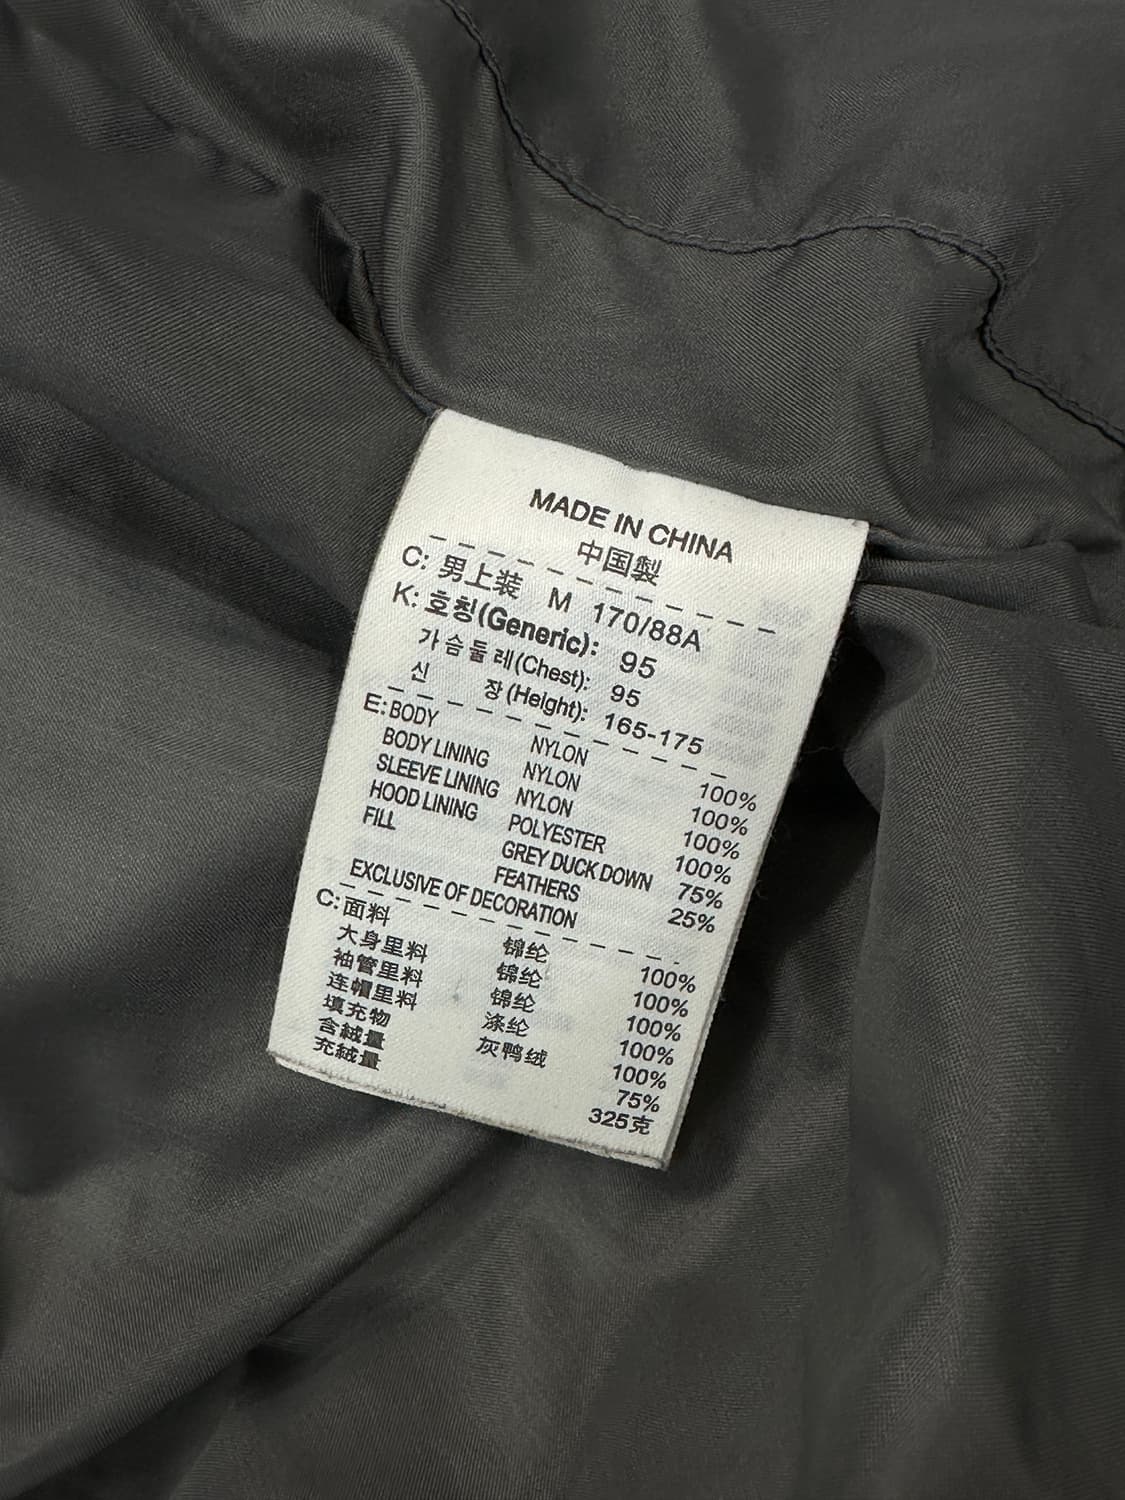 MADE IN CHINA
中国製
C: 男上装 M 170/88A
K: 호칭(Generic): 95
가슴둘레(Chest): 95
신 장(Height): 165-175
E: BODY NYLON 100%
BODY LINING NYLON 100%
SLEEVE LINING NYLON 100%
HOOD LINING POLYESTER 100%
FILL GREY DUCK DOWN 75%
FEATHERS 25%
EXCLUSIVE OF DECORATION
C: 面料 锦纶 100%
大身里料 锦纶 100%
袖管里料 锦纶 100%
连帽里料 涤纶 100%
填充物 灰鸭绒 100%
含絨量 75%
充絨量 325克